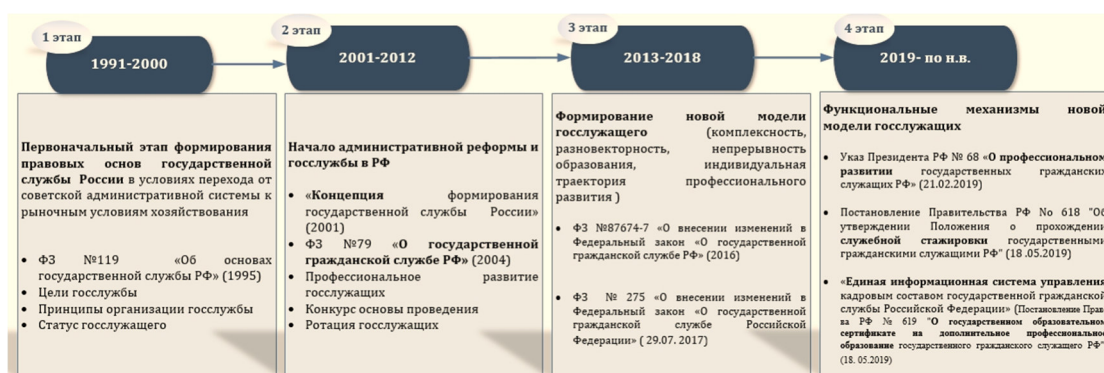 1 этап
1991-2000
Первоначальный этап формирования
правовых основ государственной
службы России в условиях перехода от
советской административной системы к
рыночным условиям хозяйствования
• ФЗ №119 «Об основах
государственной службы РФ» (1995)
• Цели госслужбы
• Принципы организации госслужбы
• Статус госслужащего
2 этап
2001-2012
Начало административной реформы и
госслужбы в РФ
• «Концепция формирования
государственной службы России»
(2001)
• ФЗ №79 «О государственной
гражданской службе РФ» (2004)
• Профессиональное развитие
госслужащих
• Конкурс основы проведения
• Ротация госслужащих
3 этап
2013-2018
Формирование новой модели
госслужащего (комплексность,
разновекторность, непрерывность
образования, индивидуальная
траектория профессионального
развития )
• ФЗ №87674-7 «О внесении изменений в
Федеральный закон «О государственной
гражданской службе РФ» (2016)
• ФЗ № 275 «О внесении изменений в
Федеральный закон «О государственной
гражданской службе Российской
Федерации» ( 29.07. 2017)
4 этап
2019- по н.в.
Функциональные механизмы новой
модели госслужащих
• Указ Президента РФ № 68 «О профессиональном
развитии государственных гражданских
служащих РФ» (21.02.2019)
• Постановление Правительства РФ No 618 "Об
утверждении Положения о прохождении
служебной стажировки государственными
гражданскими служащими РФ" (18 .05.2019)
• «Единая информационная система управления
кадровым составом государственной гражданской
службы Российской Федерации» (Постановление Прав-
ва РФ № 619 "О государственном образовательном
сертификате на дополнительное профессиональное
образование государственного гражданского служащего РФ"
(18. 05.2019)